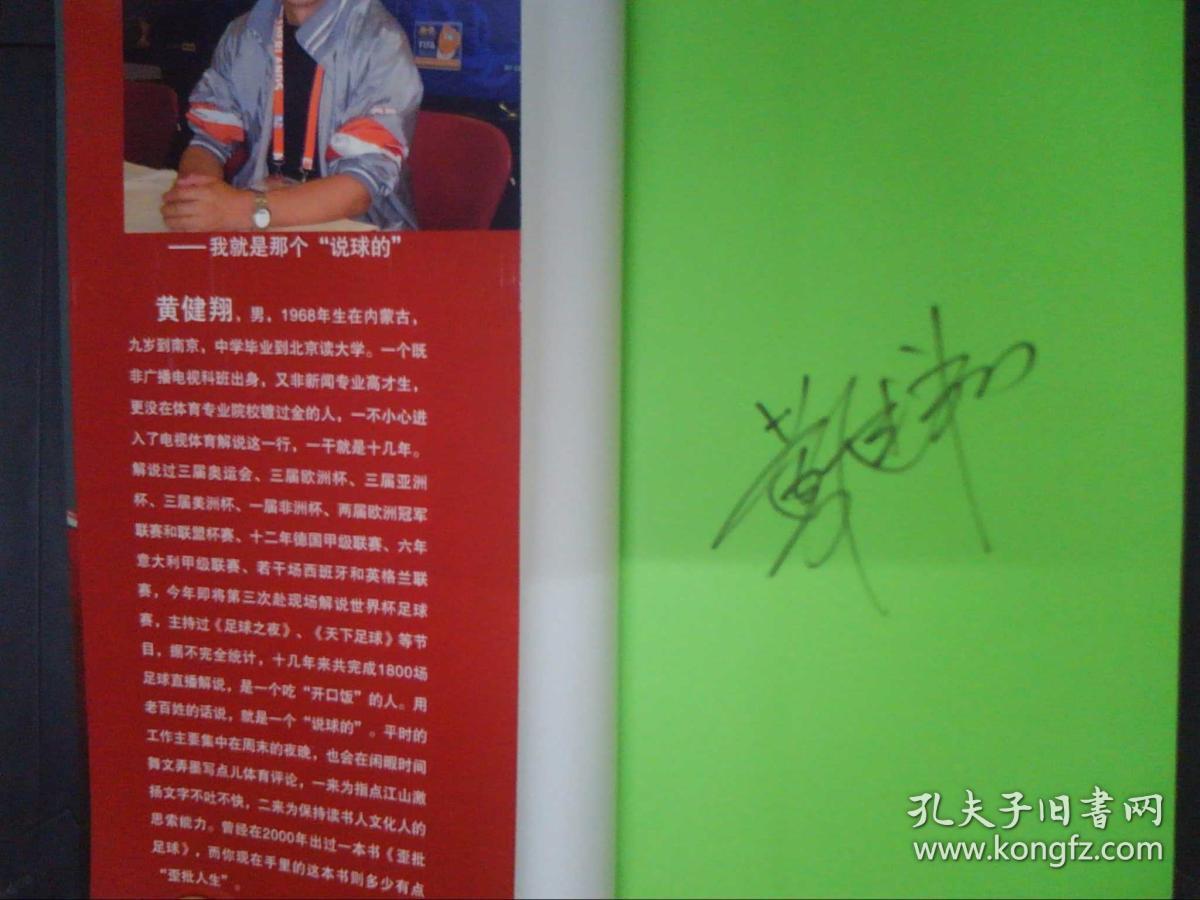 FIFA
——我就是那个“说球的”
黄健翔，男，1968年生在内蒙古，
九岁到南京，中学毕业到北京读大学。一个既
非广播电视科班出身，又非新闻专业高才生，
更没在体育专业院校镀过金的人，一不小心进
入了电视体育解说这一行，一干就是十几年。
解说过三届奥运会、三届欧洲杯、三届亚洲
杯、三届美洲杯、一届非洲杯、两届欧洲冠军
联赛和联盟杯赛、十二年德国甲级联赛、六年
意大利甲级联赛、若干场西班牙和英格兰联
赛，今年即将第三次赴现场解说世界杯足球
赛，主持过《足球之夜》、《天下足球》等节
目，据不完全统计，十几年来共完成1800场
足球直播解说，是一个吃“开口饭”的人。用
老百姓的话说，就是一个“说球的”。平时的
工作主要集中在周末的夜晚，也会在闲暇时间
舞文弄墨写点儿体育评论，一来为指点江山激
扬文字不吐不快，二来为保持读书人文化人的
思索能力。曾经在2000年出过一本书《歪批
足球》，而你现在手里的这本书则多少有点
“歪批人生”。
黄健翔
孔夫子旧書网
www.kongfz.com